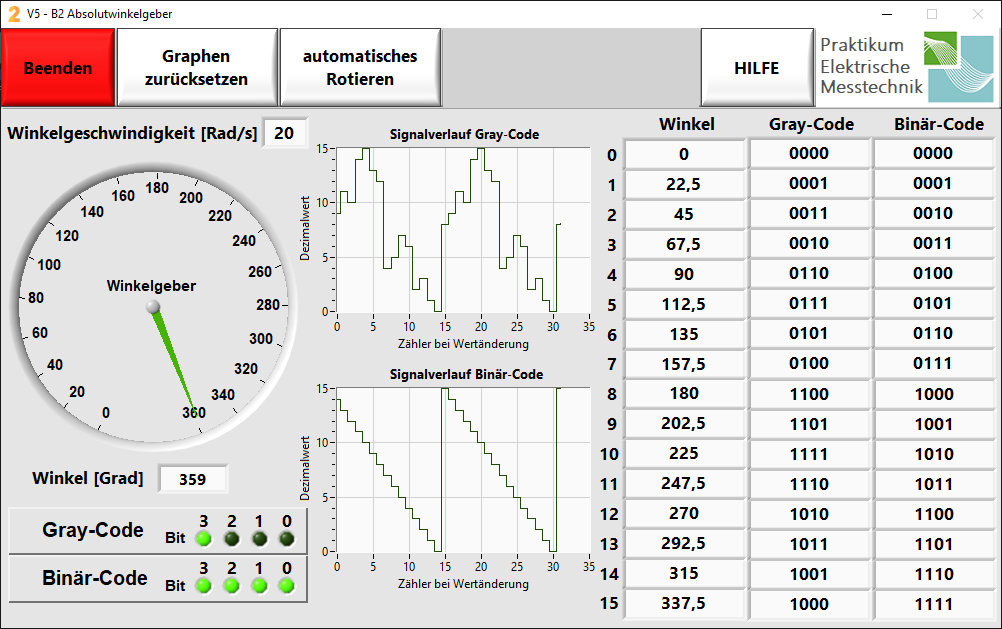 2 V5 - B2 Absolutwinkelgeber
Beenden
Graphen
zurücksetzen
automatisches
Rotieren
HILFE
Praktikum
Elektrische
Messtechnik
Winkelgeschwindigkeit [Rad/s] 20
0 20 40 60 80 100 120 140 160 180 200 220 240 260 280 300 320 340 360
Winkelgeber
Winkel [Grad] 359
Gray-Code Bit 3 2 1 0
Binär-Code Bit 3 2 1 0
Signalverlauf Gray-Code
Dezimalwert
15
10
5
0
0 5 10 15 20 25 30 35
Zähler bei Wertänderung
Signalverlauf Binär-Code
Dezimalwert
15
10
5
0
0 5 10 15 20 25 30 35
Zähler bei Wertänderung
Winkel Gray-Code Binär-Code
0 0 0000 0000
1 22,5 0001 0001
2 45 0011 0010
3 67,5 0010 0011
4 90 0110 0100
5 112,5 0111 0101
6 135 0101 0110
7 157,5 0100 0111
8 180 1100 1000
9 202,5 1101 1001
10 225 1111 1010
11 247,5 1110 1011
12 270 1010 1100
13 292,5 1011 1101
14 315 1001 1110
15 337,5 1000 1111